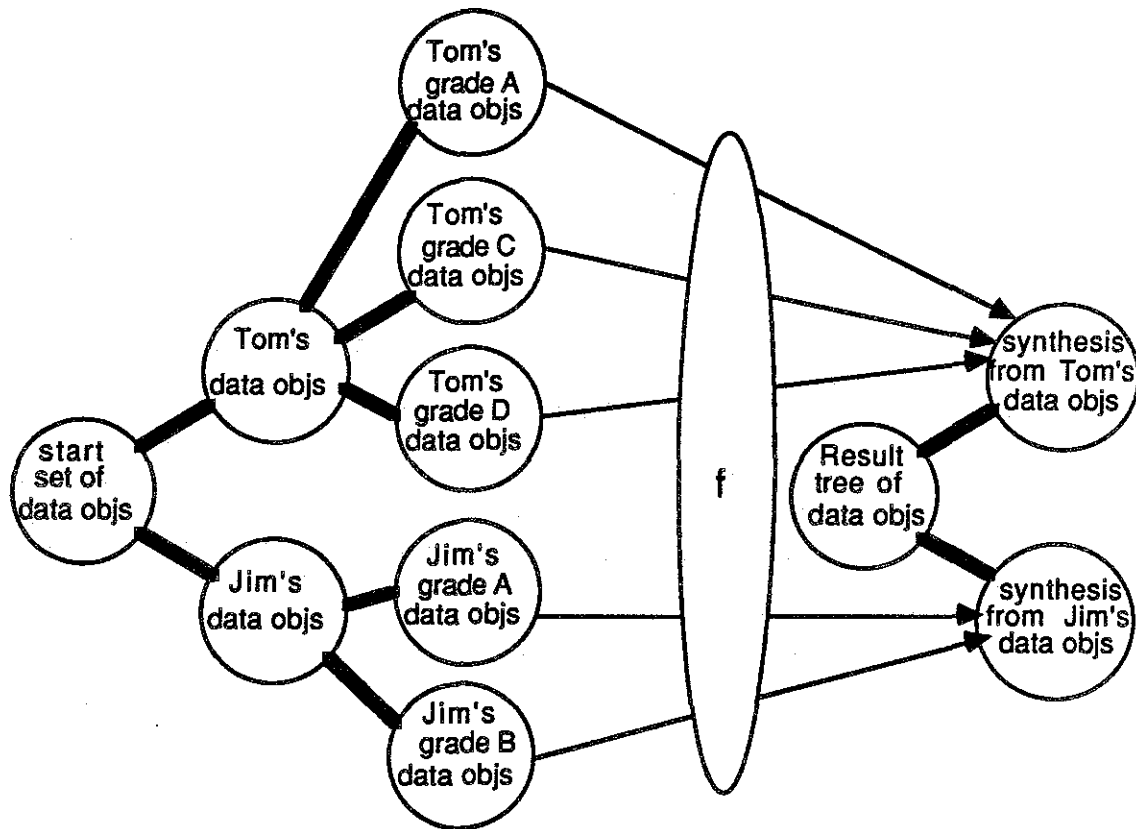 Tom's
grade A
data objs
Tom's
grade C
data objs
Tom's
data objs
Tom's
grade D
data objs
start
set of
data objs
Jim's
data objs
Jim's
grade A
data objs
Jim's
grade B
data objs
f
synthesis
from Tom's
data objs
Result
tree of
data objs
synthesis
from Jim's
data objs